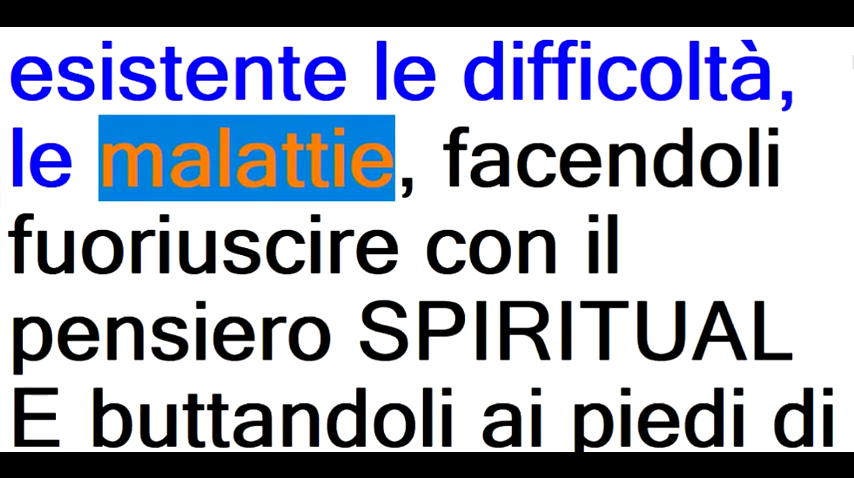 esistente le difficoltà,
le malattie, facendoli
fuoriuscire con il
pensiero SPIRITUAL
E buttandoli ai piedi di